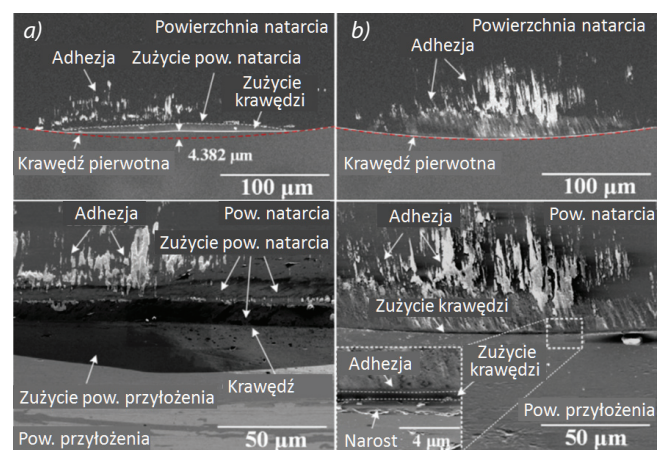 a)
Powierzchnia natarcia
Adhezja
Zużycie pow. natarcia
Zużycie
krawędzi
Krawędź pierwotna
4.382 µm
100 µm
b)
Powierzchnia natarcia
Adhezja
Krawędź pierwotna
100 µm
Adhezja
Pow. natarcia
Zużycie pow. natarcia
Krawędź
Zużycie pow. przyłożenia
Pow. przyłożenia
50 µm
Adhezja
Pow. natarcia
Zużycie krawędzi
Adhezja
Zużycie
krawędzi
Narost
4 µm
Pow. przyłożenia
50 µm